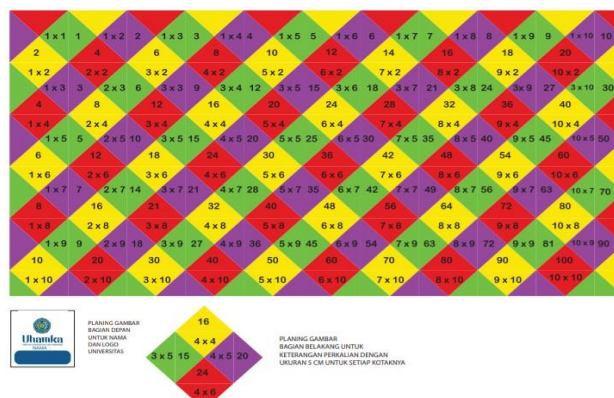 1 x 1 1 1 x 2 2 1 x 3 3 1 x 4 4 1 x 5 5 1 x 6 6 1 x 7 7 1 x 8 8 1 x 9 9 1 x 10 10
2 4 6 8 10 12 14 16 18 20
1 x 2 2 x 2 3 x 2 4 x 2 5 x 2 6 x 2 7 x 2 8 x 2 9 x 2 10 x 2
1 x 3 3 2 x 3 6 3 x 3 9 3 x 4 12 3 x 5 15 3 x 6 18 3 x 7 21 3 x 8 24 3 x 9 27 3 x 10 30
4 8 12 16 20 24 28 32 36 40
1 x 4 2 x 4 3 x 4 4 x 4 5 x 4 6 x 4 7 x 4 8 x 4 9 x 4 10 x 4
1 x 5 5 2 x 5 10 3 x 5 15 4 x 5 20 5 x 5 25 6 x 5 30 7 x 5 35 8 x 5 40 9 x 5 45 10 x 5 50
6 12 18 24 30 36 42 48 54 60
1 x 6 2 x 6 3 x 6 4 x 6 5 x 6 6 x 6 7 x 6 8 x 6 9 x 6 10 x 6
1 x 7 7 2 x 7 14 3 x 7 21 4 x 7 28 5 x 7 35 6 x 7 42 7 x 7 49 8 x 7 56 9 x 7 63 10 x 7 70
8 16 21 32 40 48 56 64 72 80
1 x 8 2 x 8 3 x 8 4 x 8 5 x 8 6 x 8 7 x 8 8 x 8 9 x 8 10 x 8
1 x 9 9 2 x 9 18 3 x 9 27 4 x 9 36 5 x 9 45 6 x 9 54 7 x 9 63 8 x 9 72 9 x 9 81 10 x 9 90
10 20 30 40 50 60 70 80 90 100
1 x 10 2 x 10 3 x 10 4 x 10 5 x 10 6 x 10 7 x 10 8 x 10 9 x 10 10 x 10
Uhamka
NAMA
PLANING GAMBAR
BAGIAN DEPAN
UNTUK NAMA
DAN LOGO
UNIVERSITAS
16
4 x 4
3 x 5 15 4 x 5 20
24
4 x 6
PLANING GAMBAR
BAGIAN BELAKANG UNTUK
KETERANGAN PERKALIAN DENGAN
UKURAN 5 CM UNTUK SETIAP KOTAKNYA